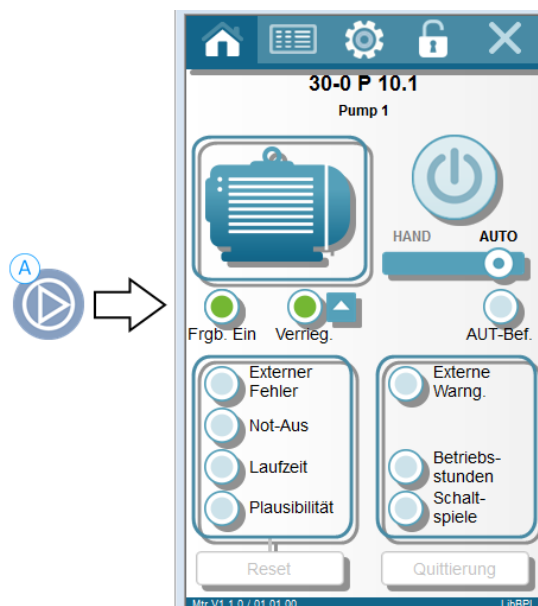 30-0 P 10.1
Pump 1
HAND
AUTO
A
Frgb. Ein
Verrieg.
AUT-Bef.
Externer
Fehler
Not-Aus
Laufzeit
Plausibilität
Externe
Warng.
Betriebs-
stunden
Schalt-
spiele
Reset
Quittierung
Mtr V1.1.0 / 01.01.00
LibBPL